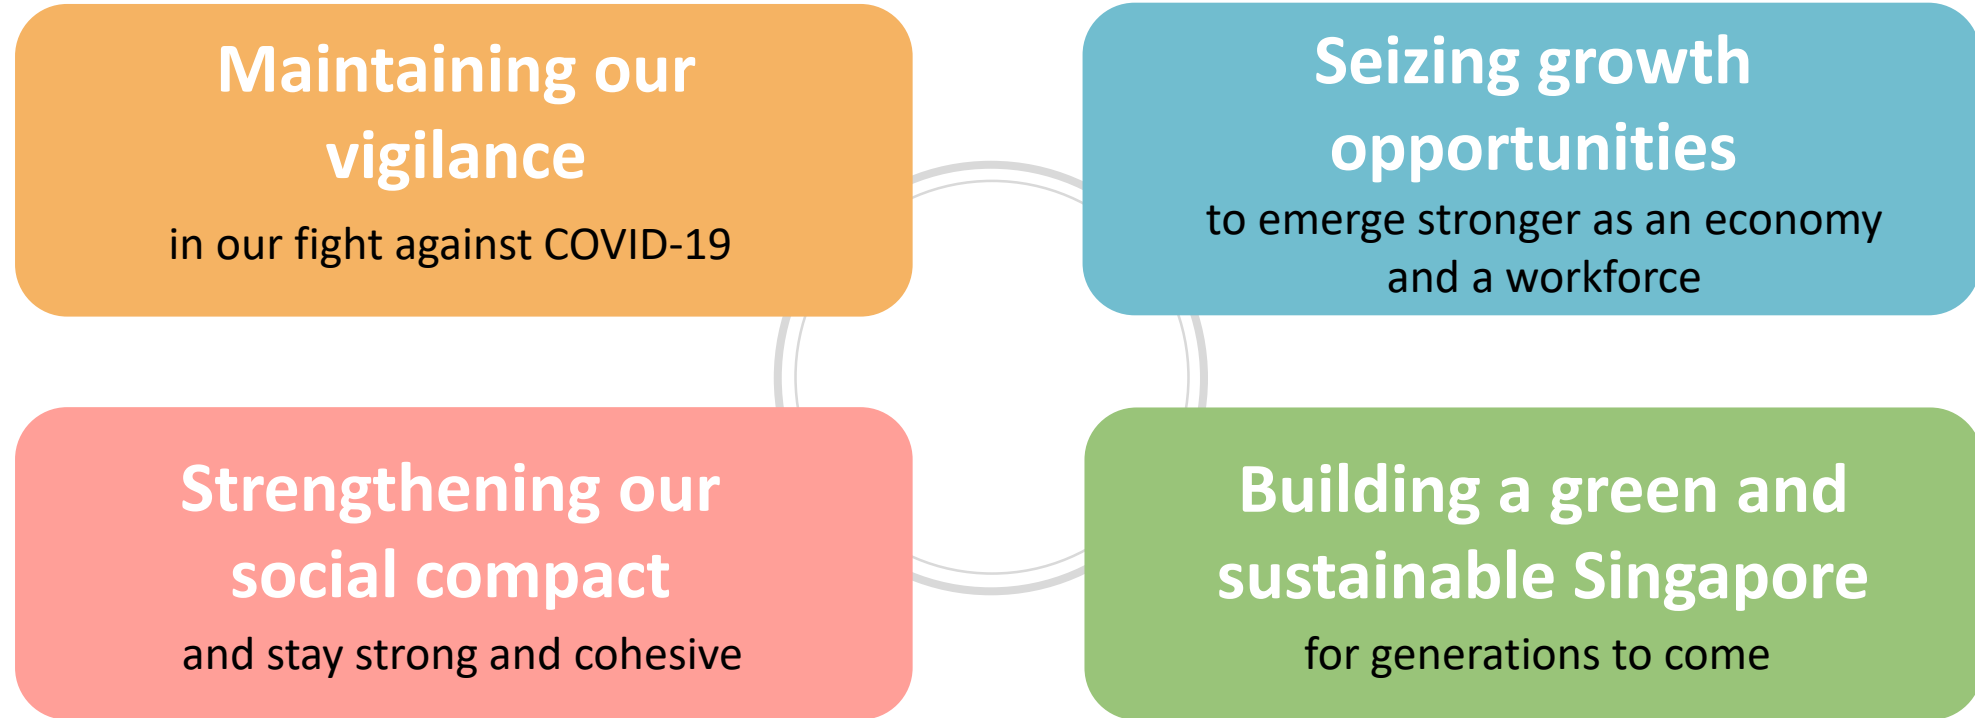 Maintaining our
vigilance
in our fight against COVID-19
Seizing growth
opportunities
to emerge stronger as an economy
and a workforce
Strengthening our
social compact
and stay strong and cohesive
Building a green and
sustainable Singapore
for generations to come